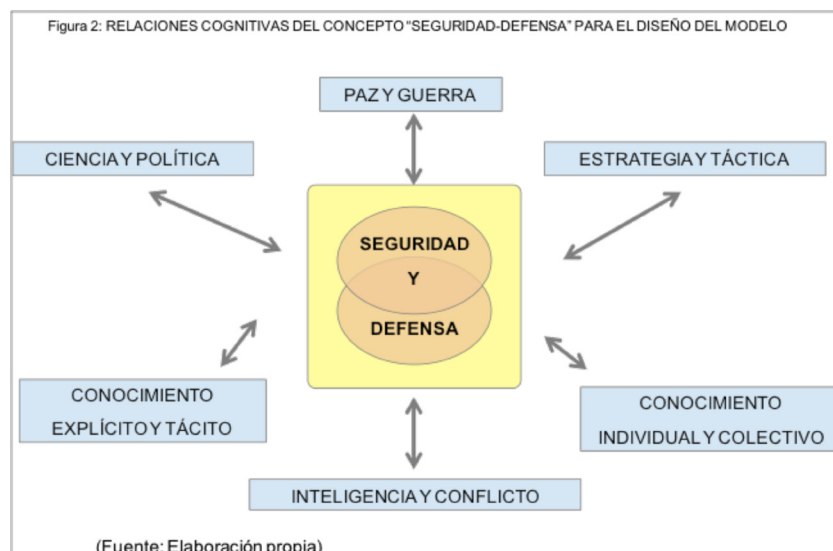 Figura 2: RELACIONES COGNITIVAS DEL CONCEPTO "SEGURIDAD-DEFENSA" PARA EL DISEÑO DEL MODELO
PAZ Y GUERRA
CIENCIA Y POLÍTICA
ESTRATEGIA Y TÁCTICA
SEGURIDAD
Y
DEFENSA
CONOCIMIENTO
EXPLÍCITO Y TÁCITO
CONOCIMIENTO
INDIVIDUAL Y COLECTIVO
INTELIGENCIA Y CONFLICTO
(Fuente: Elaboración propia)